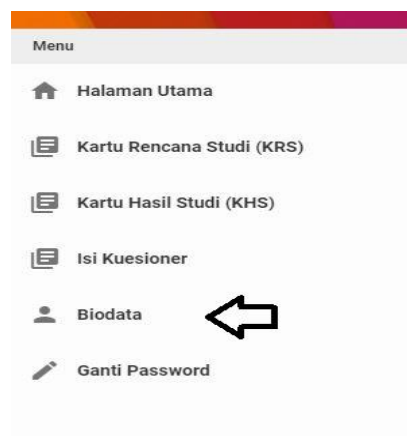 Menu
Halaman Utama
Kartu Rencana Studi (KRS)
Kartu Hasil Studi (KHS)
Isi Kuesioner
Biodata
Ganti Password